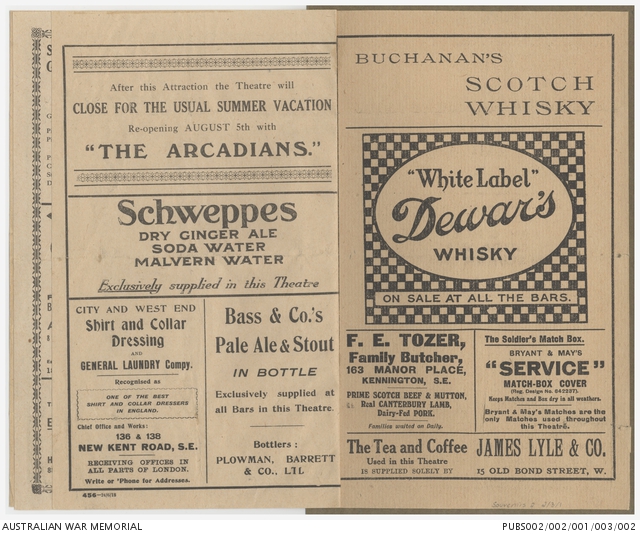 After this Attraction the Theatre will
CLOSE FOR THE USUAL SUMMER VACATION
Re-opening AUGUST 5th with
"THE ARCADIANS."
Schweppes
DRY GINGER ALE
SODA WATER
MALVERN WATER
Exclusively supplied in this Theatre
CITY AND WEST END
Shirt and Collar
Dressing
AND
GENERAL LAUNDRY Compy.
Recognised as
ONE OF THE BEST
SHIRT AND COLLAR DRESSERS
IN ENGLAND.
Chief Office and Works:
136 & 138
NEW KENT ROAD, S.E.
RECEIVING OFFICES IN
ALL PARTS OF LONDON.
Write or 'Phone for Addresses.
Bass & Co.'s
Pale Ale & Stout
IN BOTTLE
Exclusively supplied at
all Bars in this Theatre.
Bottlers:
PLOWMAN, BARRETT
& CO., LTD.
BUCHANAN'S
SCOTCH
WHISKY
"White Label"
Dewar's
WHISKY
ON SALE AT ALL THE BARS.
F. E. TOZER,
Family Butcher,
163 MANOR PLACE,
KENNINGTON, S.E.
PRIME SCOTCH BEEF & MUTTON,
Real CANTERBURY LAMB,
Dairy-Fed PORK.
Families waited on Daily.
The Soldier's Match Box.
BRYANT & MAY'S
"SERVICE"
MATCH-BOX COVER
Keeps Matches and Box dry in all weathers.
Bryant & May's Matches are the
only Matches used throughout
this Theatre.
The Tea and Coffee
Used in this Theatre
IS SUPPLIED SOLELY BY
JAMES LYLE & CO.
15 OLD BOND STREET, W.
AUSTRALIAN WAR MEMORIAL
PUBS002/002/001/003/002